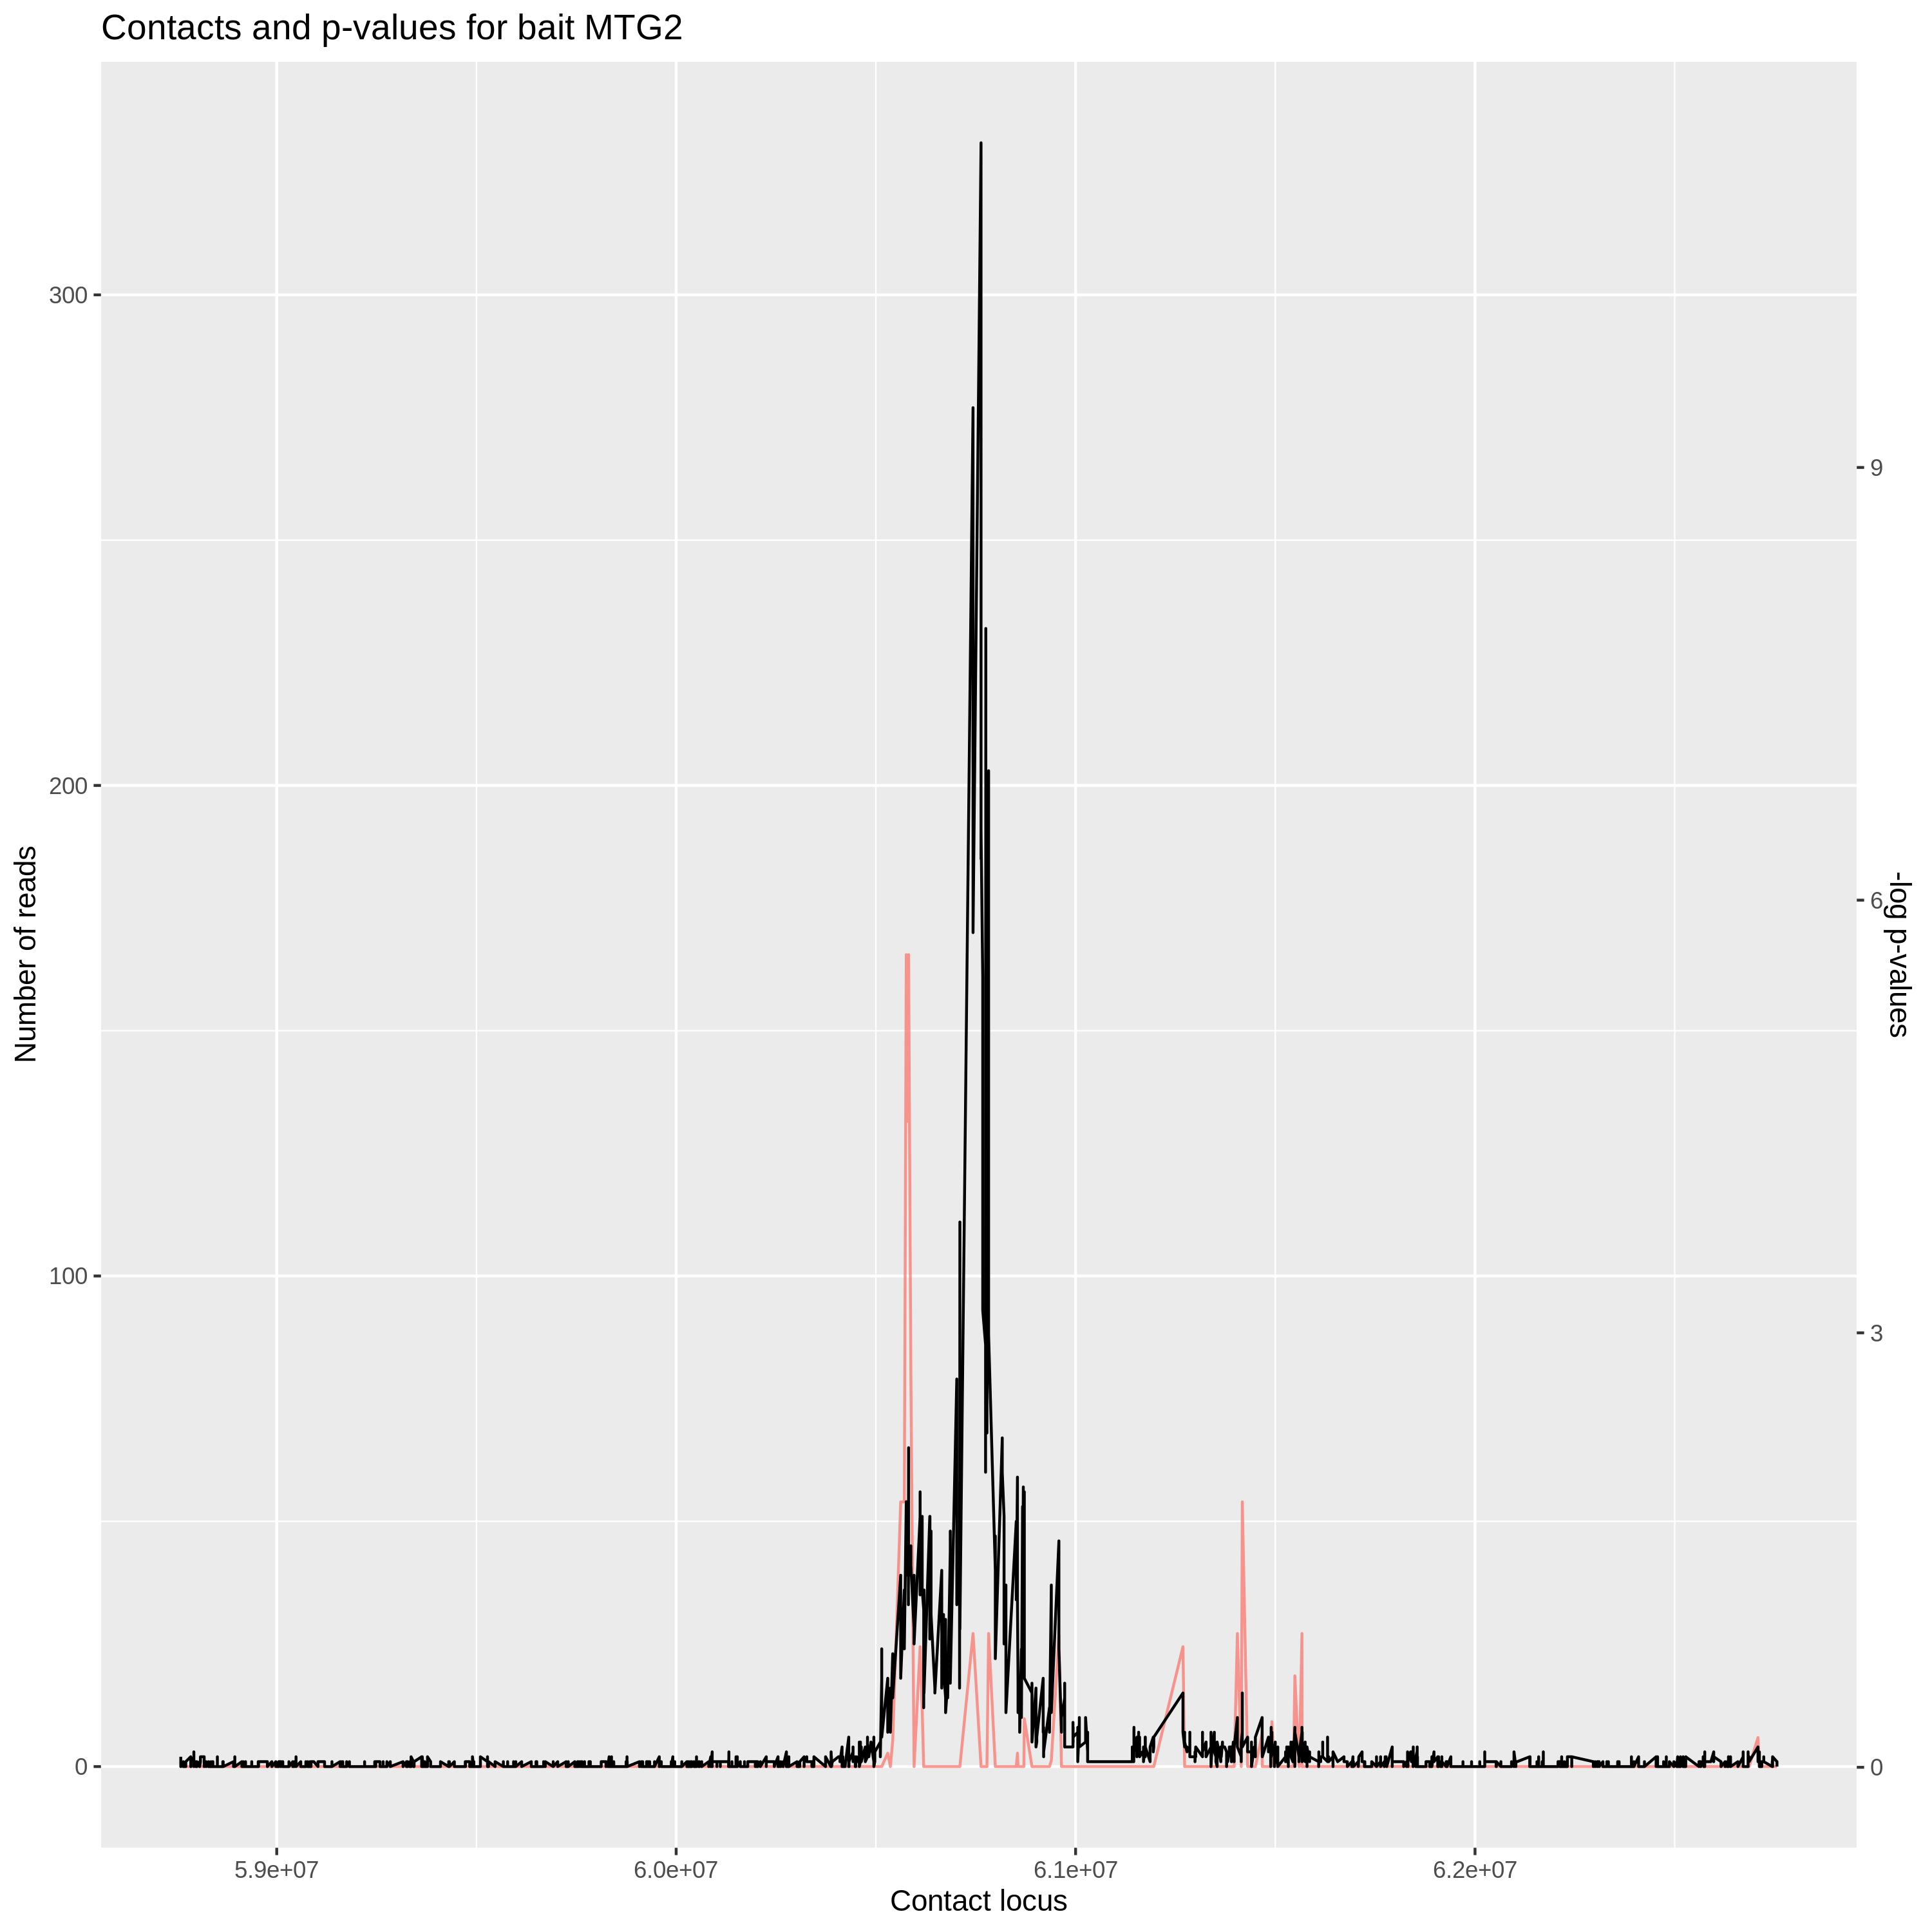 Contacts and p-values for bait MTG2
300
200
100
0
Number of reads
9
6
3
0
-log p-values
5.9e+07
6.0e+07
6.1e+07
6.2e+07
Contact locus